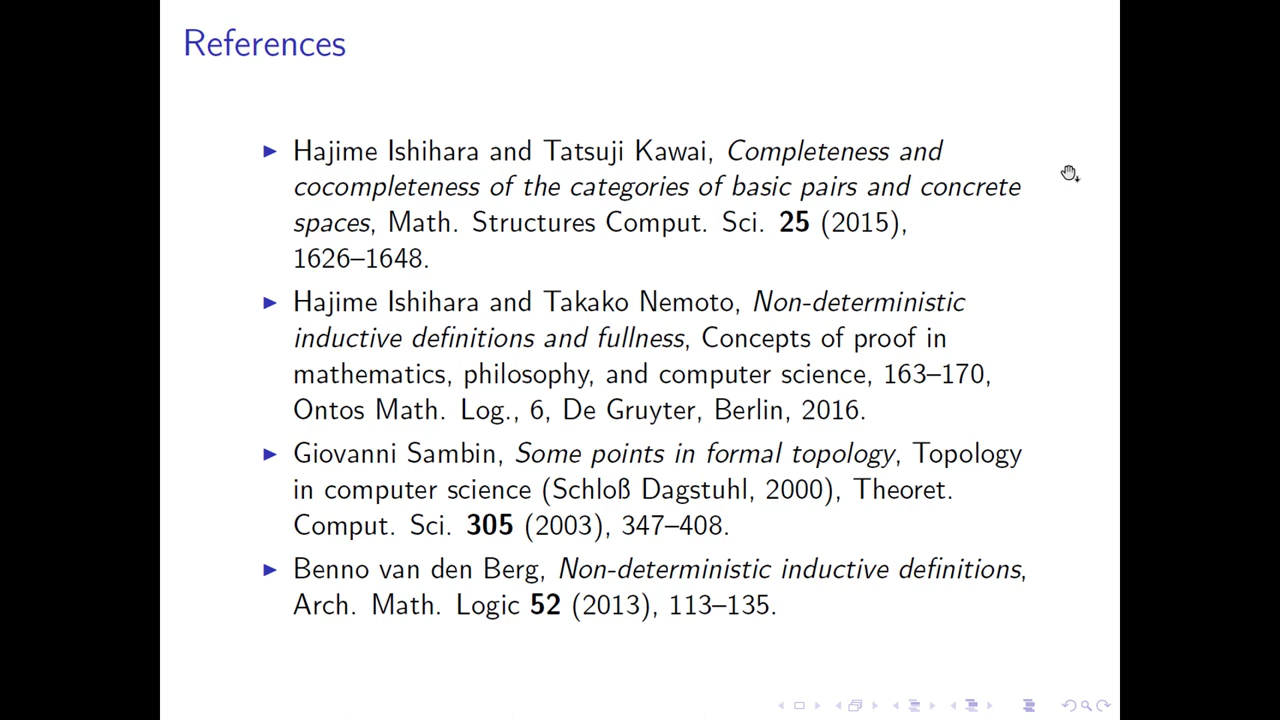 References
▶ Hajime Ishihara and Tatsuji Kawai, Completeness and
cocompleteness of the categories of basic pairs and concrete
spaces, Math. Structures Comput. Sci. 25 (2015),
1626–1648.
▶ Hajime Ishihara and Takako Nemoto, Non-deterministic
inductive definitions and fullness, Concepts of proof in
mathematics, philosophy, and computer science, 163–170,
Ontos Math. Log., 6, De Gruyter, Berlin, 2016.
▶ Giovanni Sambin, Some points in formal topology, Topology
in computer science (Schloß Dagstuhl, 2000), Theoret.
Comput. Sci. 305 (2003), 347–408.
▶ Benno van den Berg, Non-deterministic inductive definitions,
Arch. Math. Logic 52 (2013), 113–135.